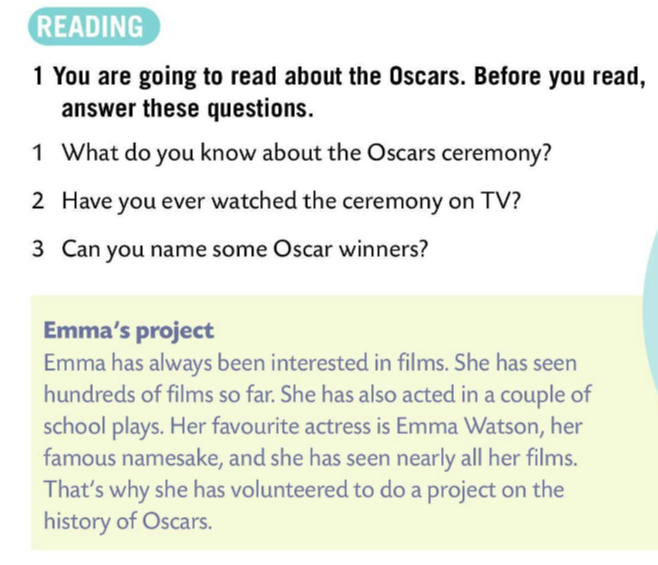 READING
1 You are going to read about the Oscars. Before you read,
answer these questions.
1 What do you know about the Oscars ceremony?
2 Have you ever watched the ceremony on TV?
3 Can you name some Oscar winners?
Emma's project
Emma has always been interested in films. She has seen
hundreds of films so far. She has also acted in a couple of
school plays. Her favourite actress is Emma Watson, her
famous namesake, and she has seen nearly all her films.
That's why she has volunteered to do a project on the
history of Oscars.